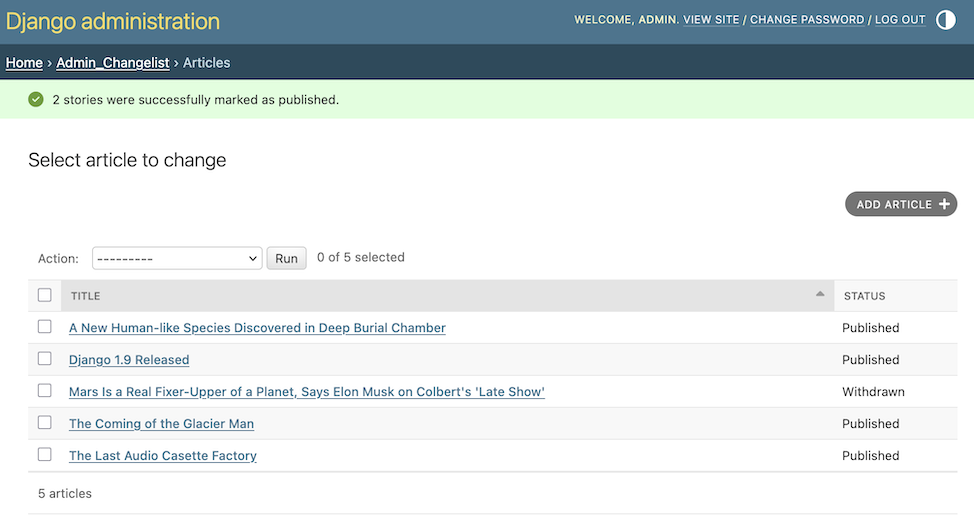 Django administration
WELCOME, ADMIN. VIEW SITE / CHANGE PASSWORD / LOG OUT
Home › Admin_Changelist › Articles
2 stories were successfully marked as published.
Select article to change
ADD ARTICLE +
Action: --------- Run 0 of 5 selected
TITLE STATUS
A New Human-like Species Discovered in Deep Burial Chamber Published
Django 1.9 Released Published
Mars Is a Real Fixer-Upper of a Planet, Says Elon Musk on Colbert's 'Late Show' Withdrawn
The Coming of the Glacier Man Published
The Last Audio Casette Factory Published
5 articles